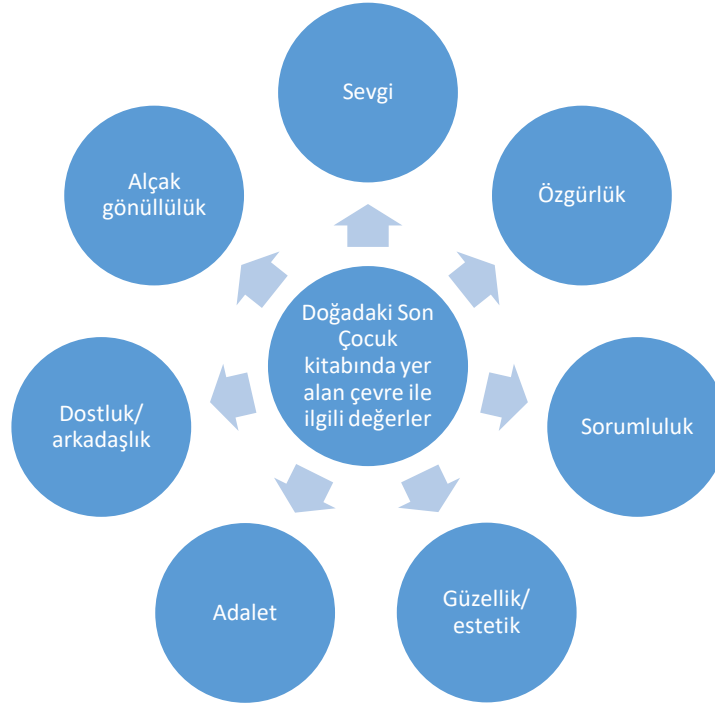 Sevgi
Özgürlük
Sorumluluk
Güzellik/
estetik
Adalet
Dostluk/
arkadaşlık
Alçak
gönüllülük
Doğadaki Son
Çocuk
kitabında yer
alan çevre ile
ilgili değerler